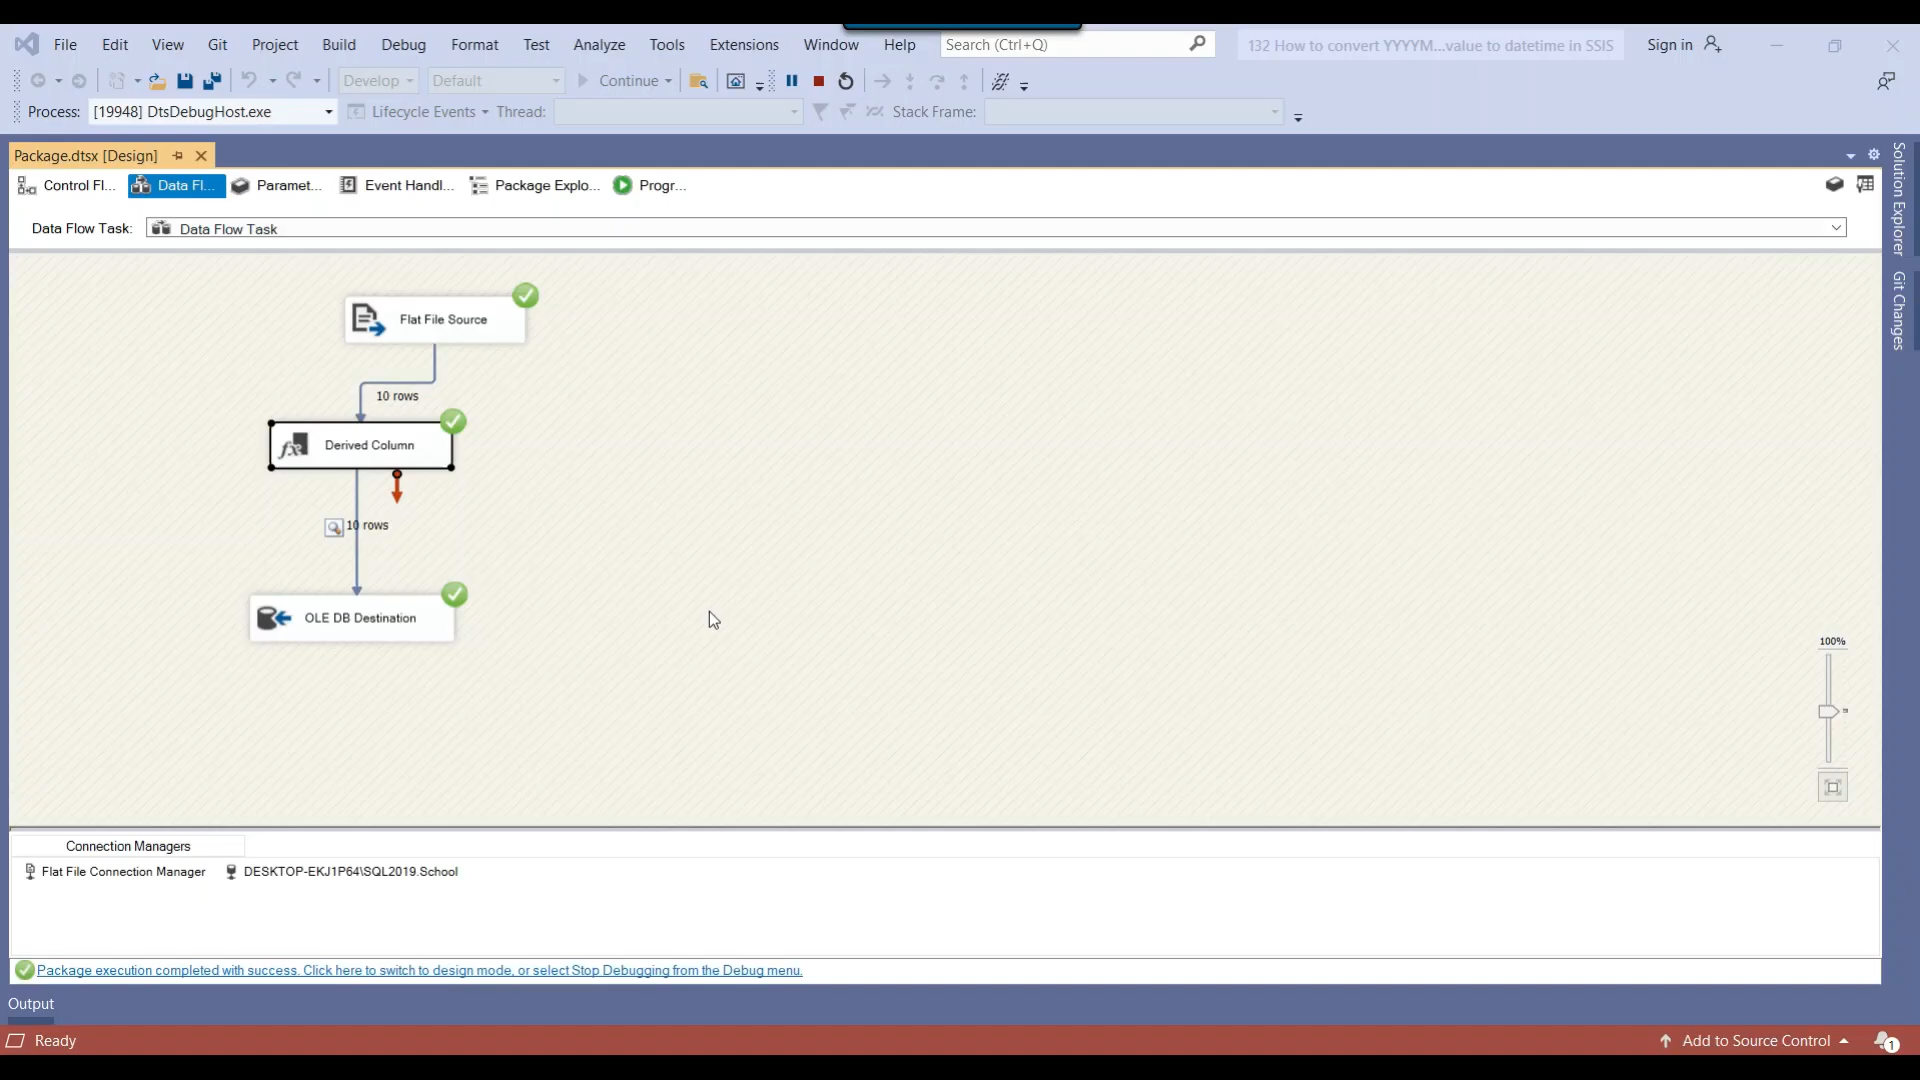 File Edit View Git Project Build Debug Format Test Analyze Tools Extensions Window Help Search (Ctrl+Q) 132 How to convert YYYYM...value to datetime in SSIS Sign in
Develop Default Continue
Process: [19948] DtsDebugHost.exe Lifecycle Events Thread: Stack Frame:
Package.dtsx [Design]
Control Fl... Data Fl... Paramet... Event Handl... Package Explo... Progr...
Data Flow Task: Data Flow Task
Solution Explorer
Git Changes
Flat File Source
10 rows
Derived Column
10 rows
OLE DB Destination
100%
Connection Managers
Flat File Connection Manager DESKTOP-EKJ1P64\SQL2019.School
Package execution completed with success. Click here to switch to design mode, or select Stop Debugging from the Debug menu.
Output
Ready Add to Source Control 1